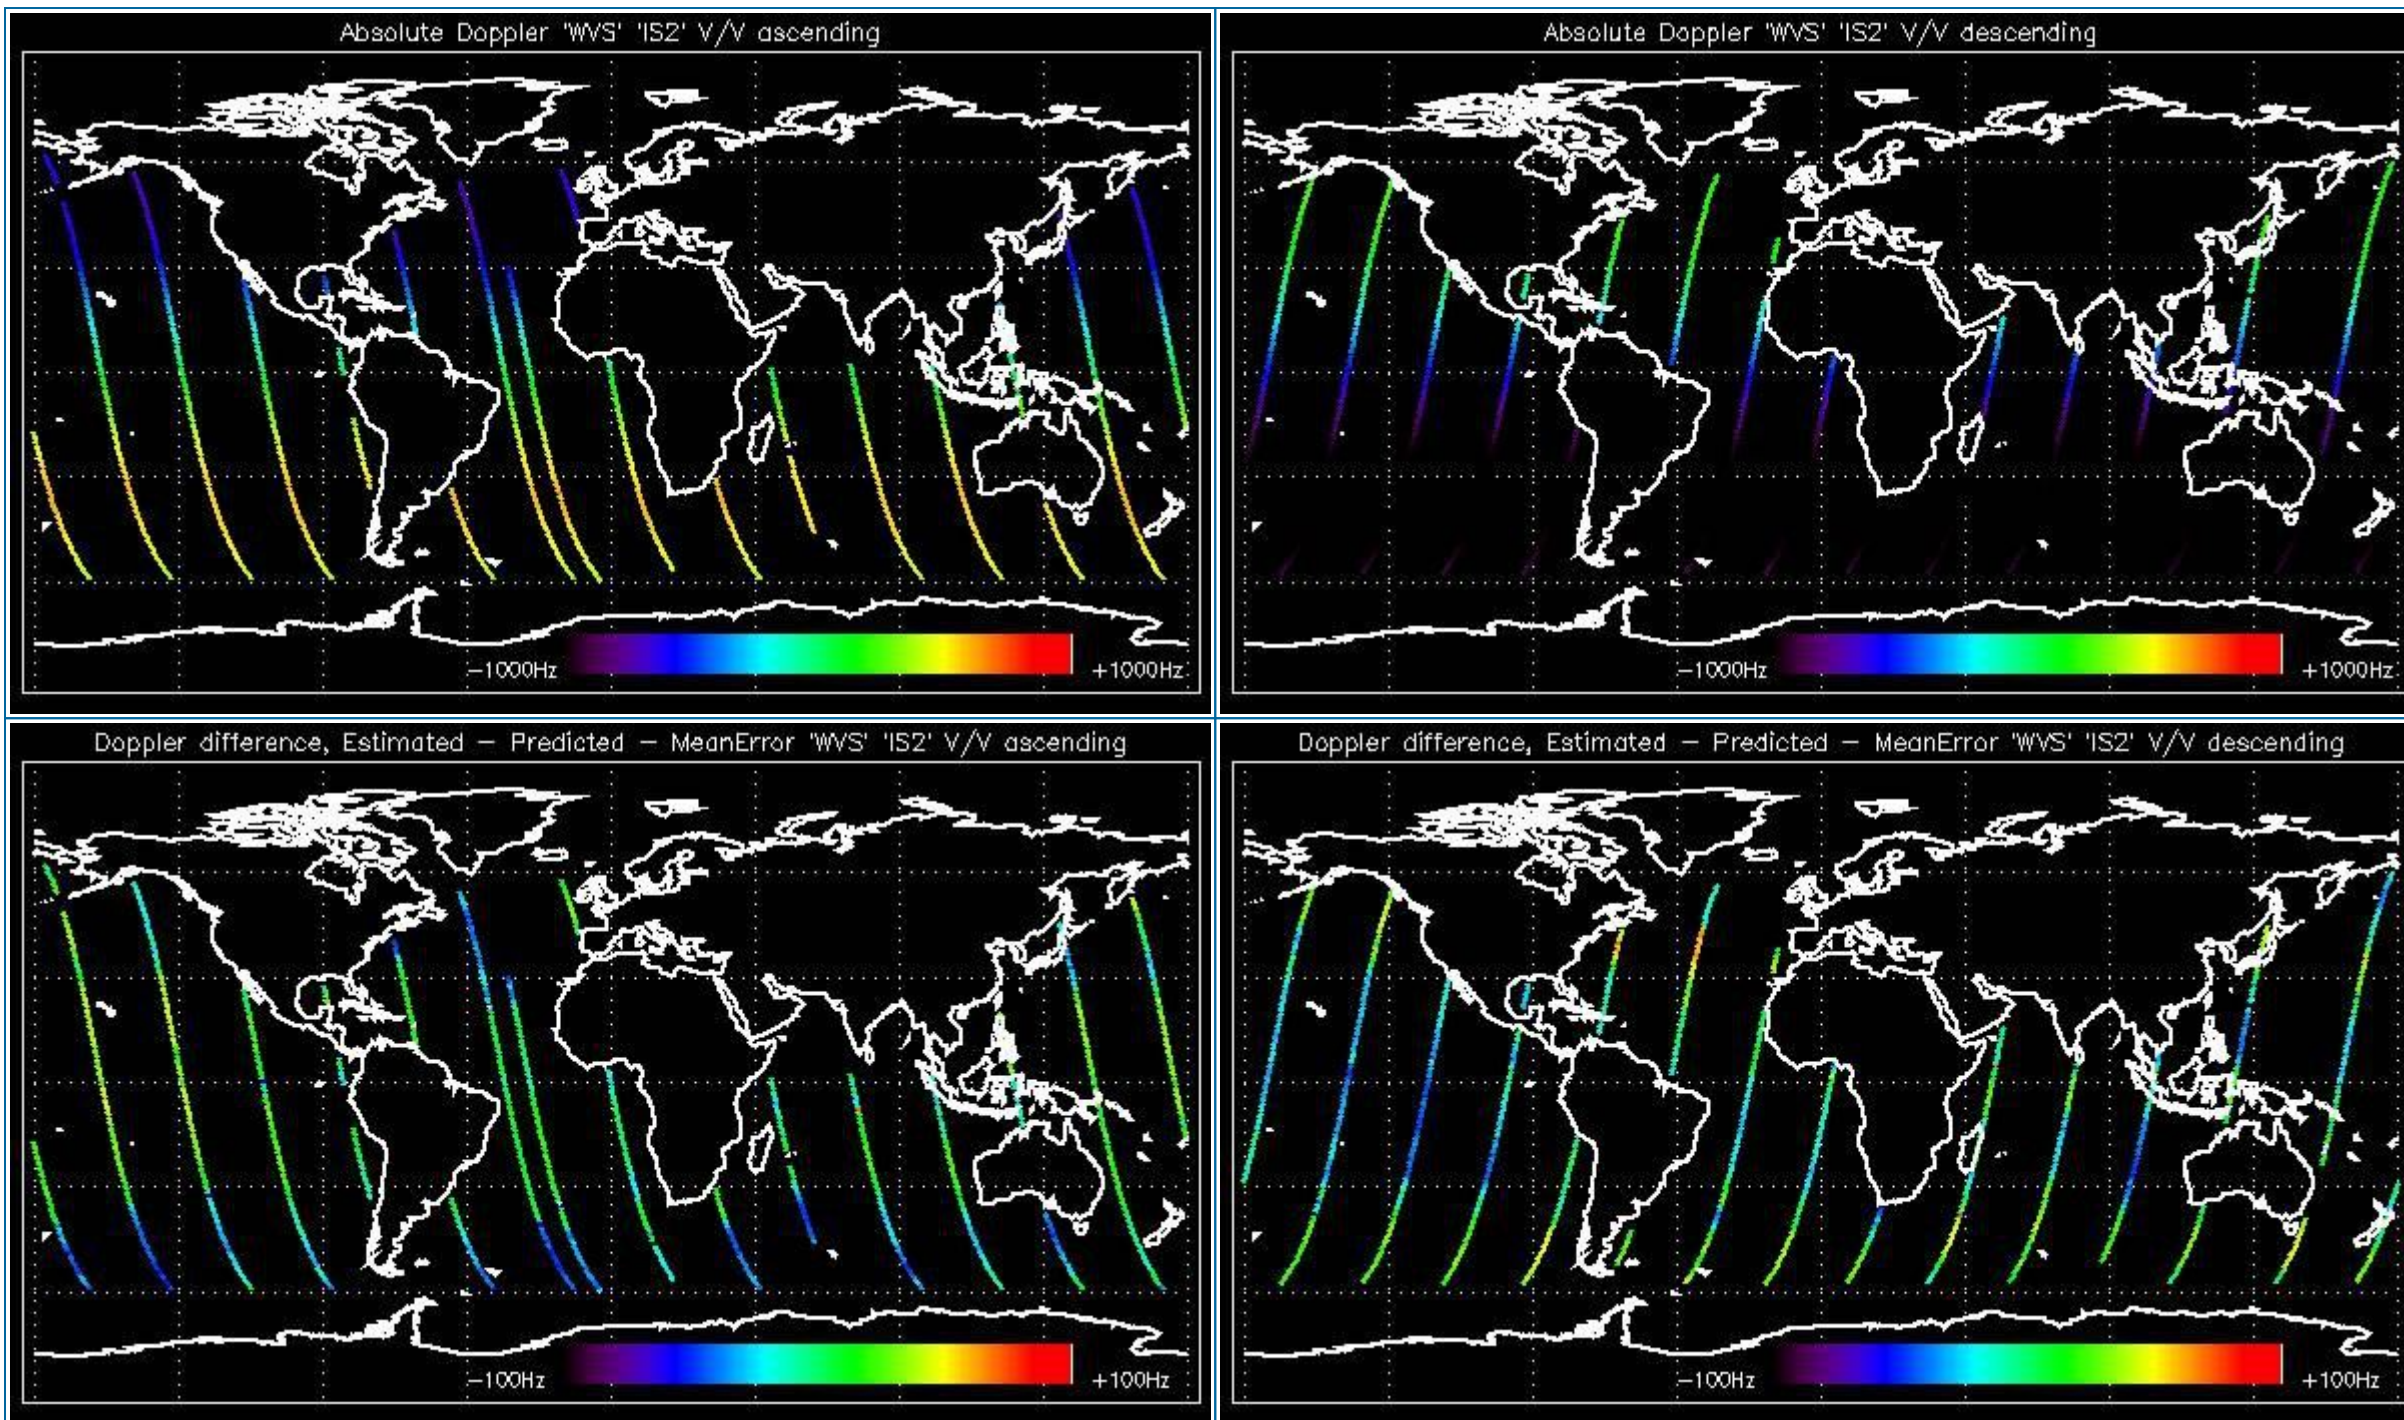 Absolute Doppler 'WVS' 'IS2' V/V ascending
-1000Hz +1000Hz
Absolute Doppler 'WVS' 'IS2' V/V descending
-1000Hz +1000Hz
Doppler difference, Estimated - Predicted - MeanError 'WVS' 'IS2' V/V ascending
-100Hz +100Hz
Doppler difference, Estimated - Predicted - MeanError 'WVS' 'IS2' V/V descending
-100Hz +100Hz